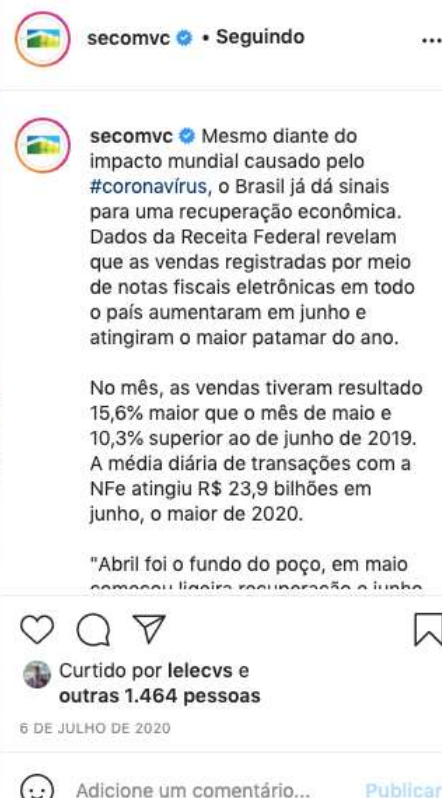 secomvc • Seguindo
...
secomvc Mesmo diante do
impacto mundial causado pelo
#coronavírus, o Brasil já dá sinais
para uma recuperação econômica.
Dados da Receita Federal revelam
que as vendas registradas por meio
de notas fiscais eletrônicas em todo
o país aumentaram em junho e
atingiram o maior patamar do ano.
No mês, as vendas tiveram resultado
15,6% maior que o mês de maio e
10,3% superior ao de junho de 2019.
A média diária de transações com a
NFe atingiu R$ 23,9 bilhões em
junho, o maior de 2020.
"Abril foi o fundo do poço, em maio
começou ligeira recuperação e junho
Curtido por lelecvs e
outras 1.464 pessoas
6 DE JULHO DE 2020
Adicione um comentário... Publicar